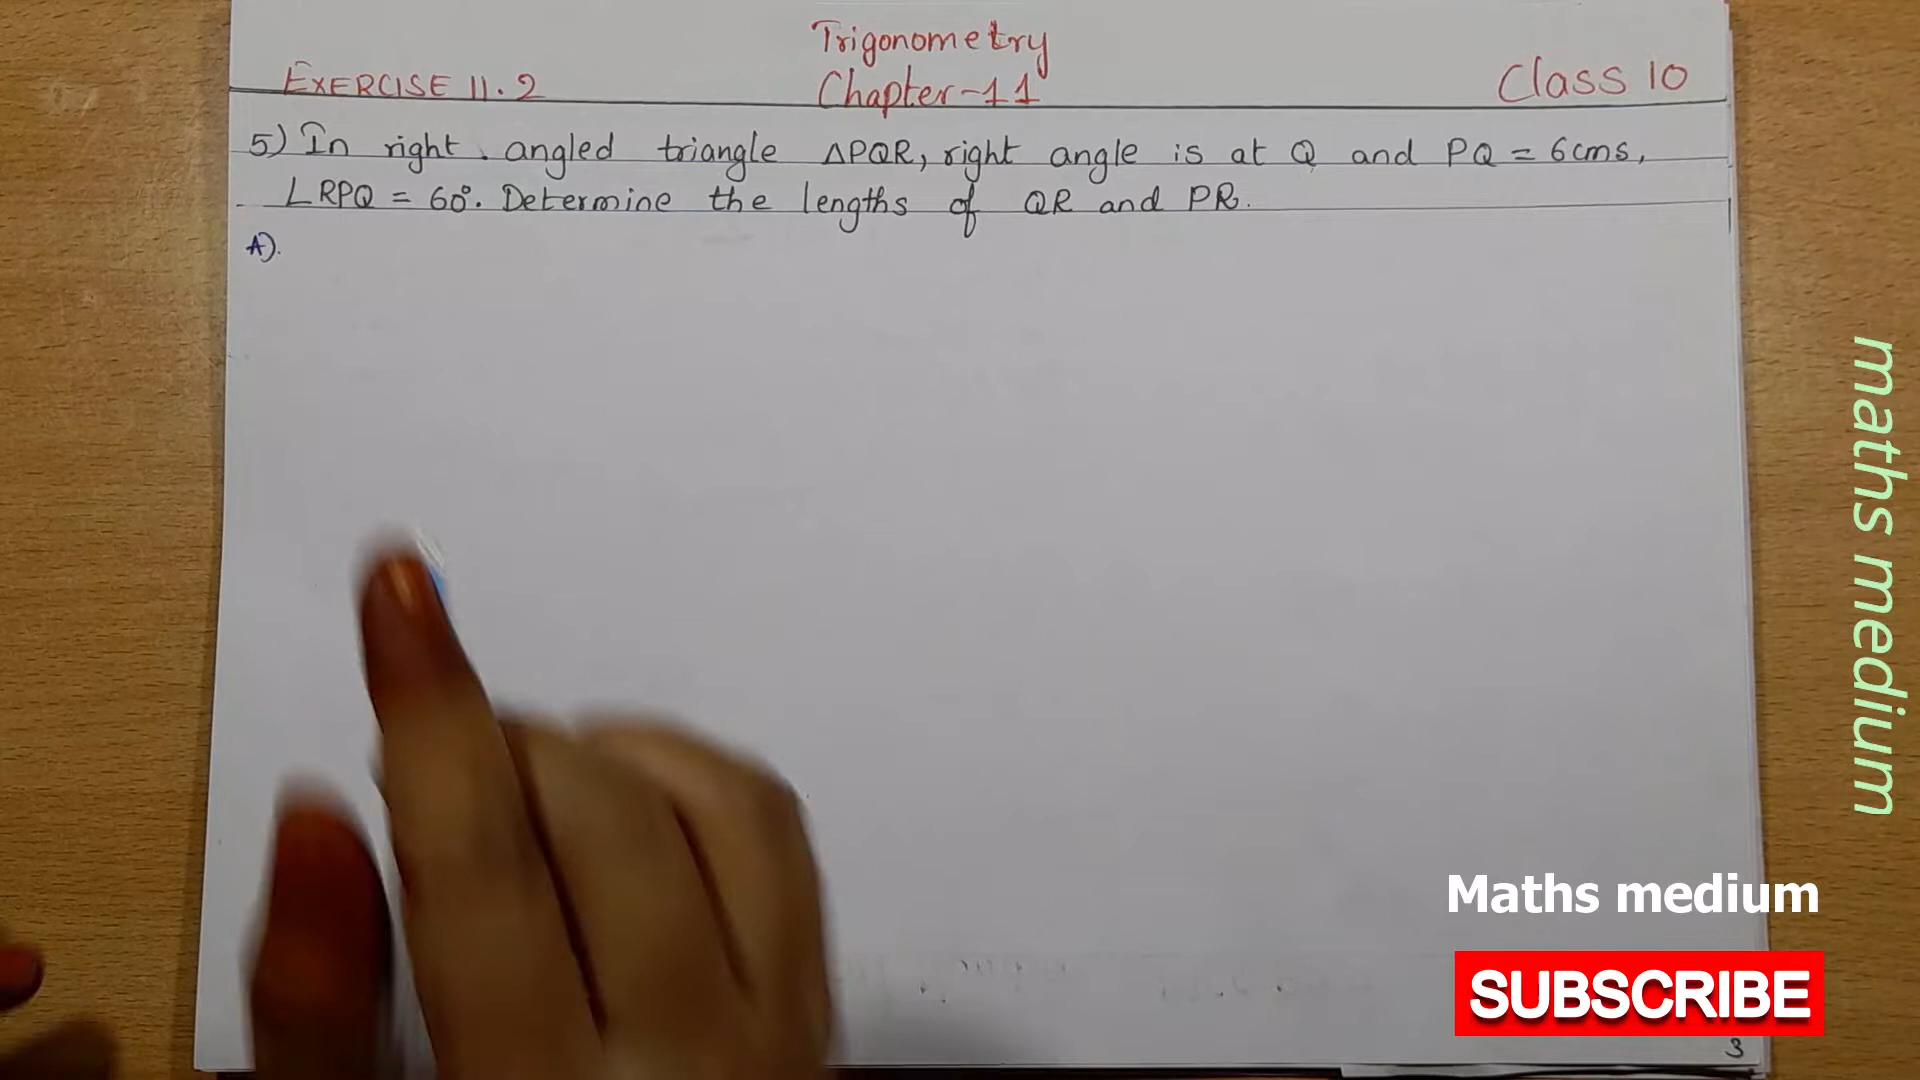 Trigonometry
EXERCISE 11.2 Chapter-11 Class 10
5) In right angled triangle ΔPQR, right angle is at Q and PQ = 6cms,
∠RPQ = 60°. Determine the lengths of QR and PR.
A).
maths medium
Maths medium
SUBSCRIBE
3